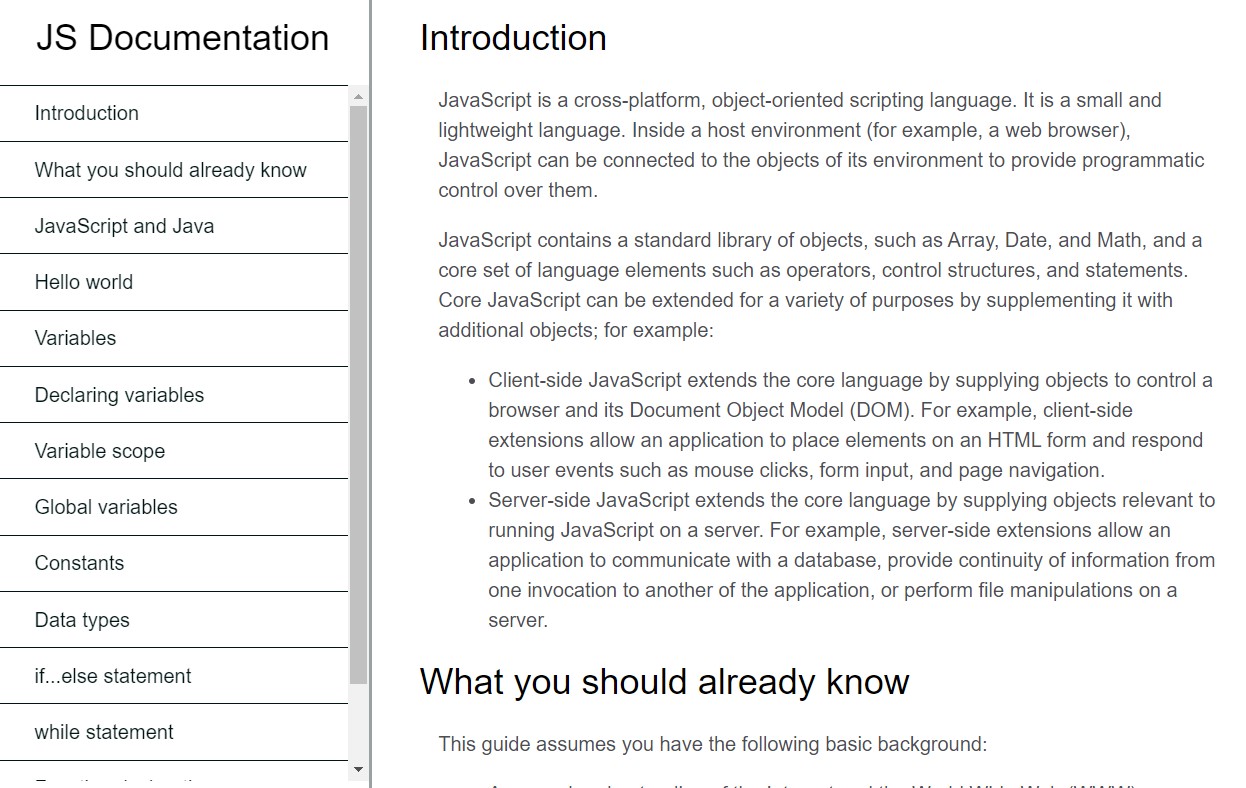 JS Documentation
Introduction
What you should already know
JavaScript and Java
Hello world
Variables
Declaring variables
Variable scope
Global variables
Constants
Data types
if...else statement
while statement
Introduction
JavaScript is a cross-platform, object-oriented scripting language. It is a small and
lightweight language. Inside a host environment (for example, a web browser),
JavaScript can be connected to the objects of its environment to provide programmatic
control over them.
JavaScript contains a standard library of objects, such as Array, Date, and Math, and a
core set of language elements such as operators, control structures, and statements.
Core JavaScript can be extended for a variety of purposes by supplementing it with
additional objects; for example:
• Client-side JavaScript extends the core language by supplying objects to control a
browser and its Document Object Model (DOM). For example, client-side
extensions allow an application to place elements on an HTML form and respond
to user events such as mouse clicks, form input, and page navigation.
• Server-side JavaScript extends the core language by supplying objects relevant to
running JavaScript on a server. For example, server-side extensions allow an
application to communicate with a database, provide continuity of information from
one invocation to another of the application, or perform file manipulations on a
server.
What you should already know
This guide assumes you have the following basic background: